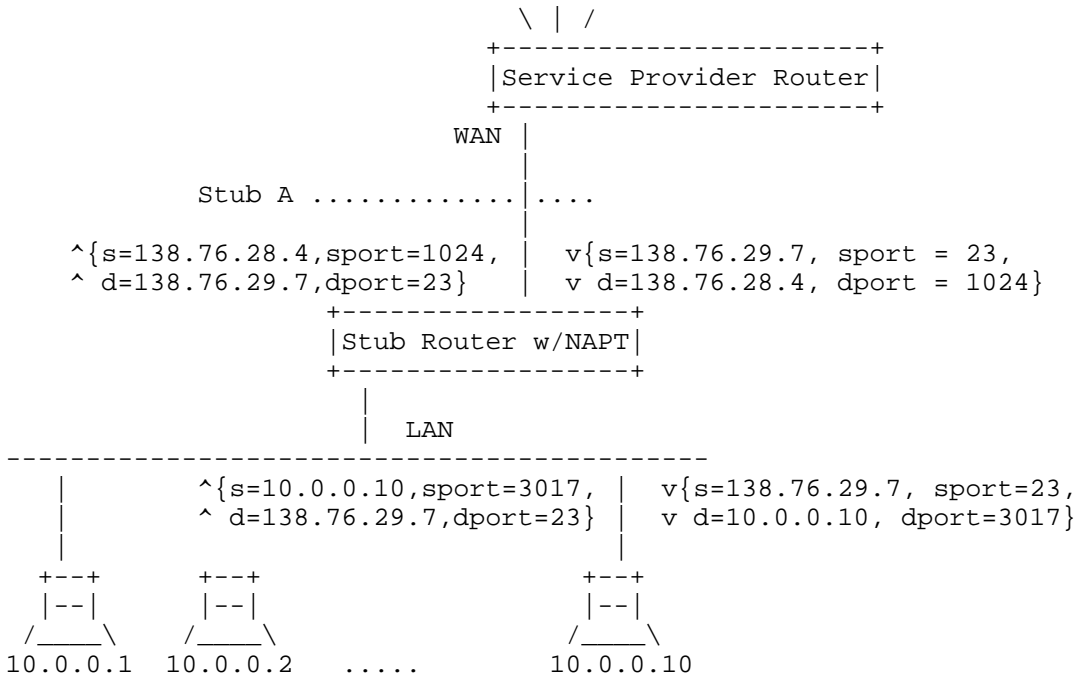 \ | /
                              +-----------------------+
                              |Service Provider Router|
                              +-----------------------+
                            WAN |
                                |
            Stub A .............|....
                                |
    ^{s=138.76.28.4,sport=1024, |  v{s=138.76.29.7, sport = 23,
    ^ d=138.76.29.7,dport=23}   |  v d=138.76.28.4, dport = 1024}
                    +------------------+
                    |Stub Router w/NAPT|
                    +------------------+
                      |
                      |  LAN
--------------------------------------------
   |        ^{s=10.0.0.10,sport=3017, |  v{s=138.76.29.7, sport=23,
   |        ^ d=138.76.29.7,dport=23} |  v d=10.0.0.10, dport=3017}
   |                                  |
  +--+      +--+                    +--+
  |--|      |--|                    |--|
 /____\    /____\                  /____\
10.0.0.1  10.0.0.2   .....        10.0.0.10